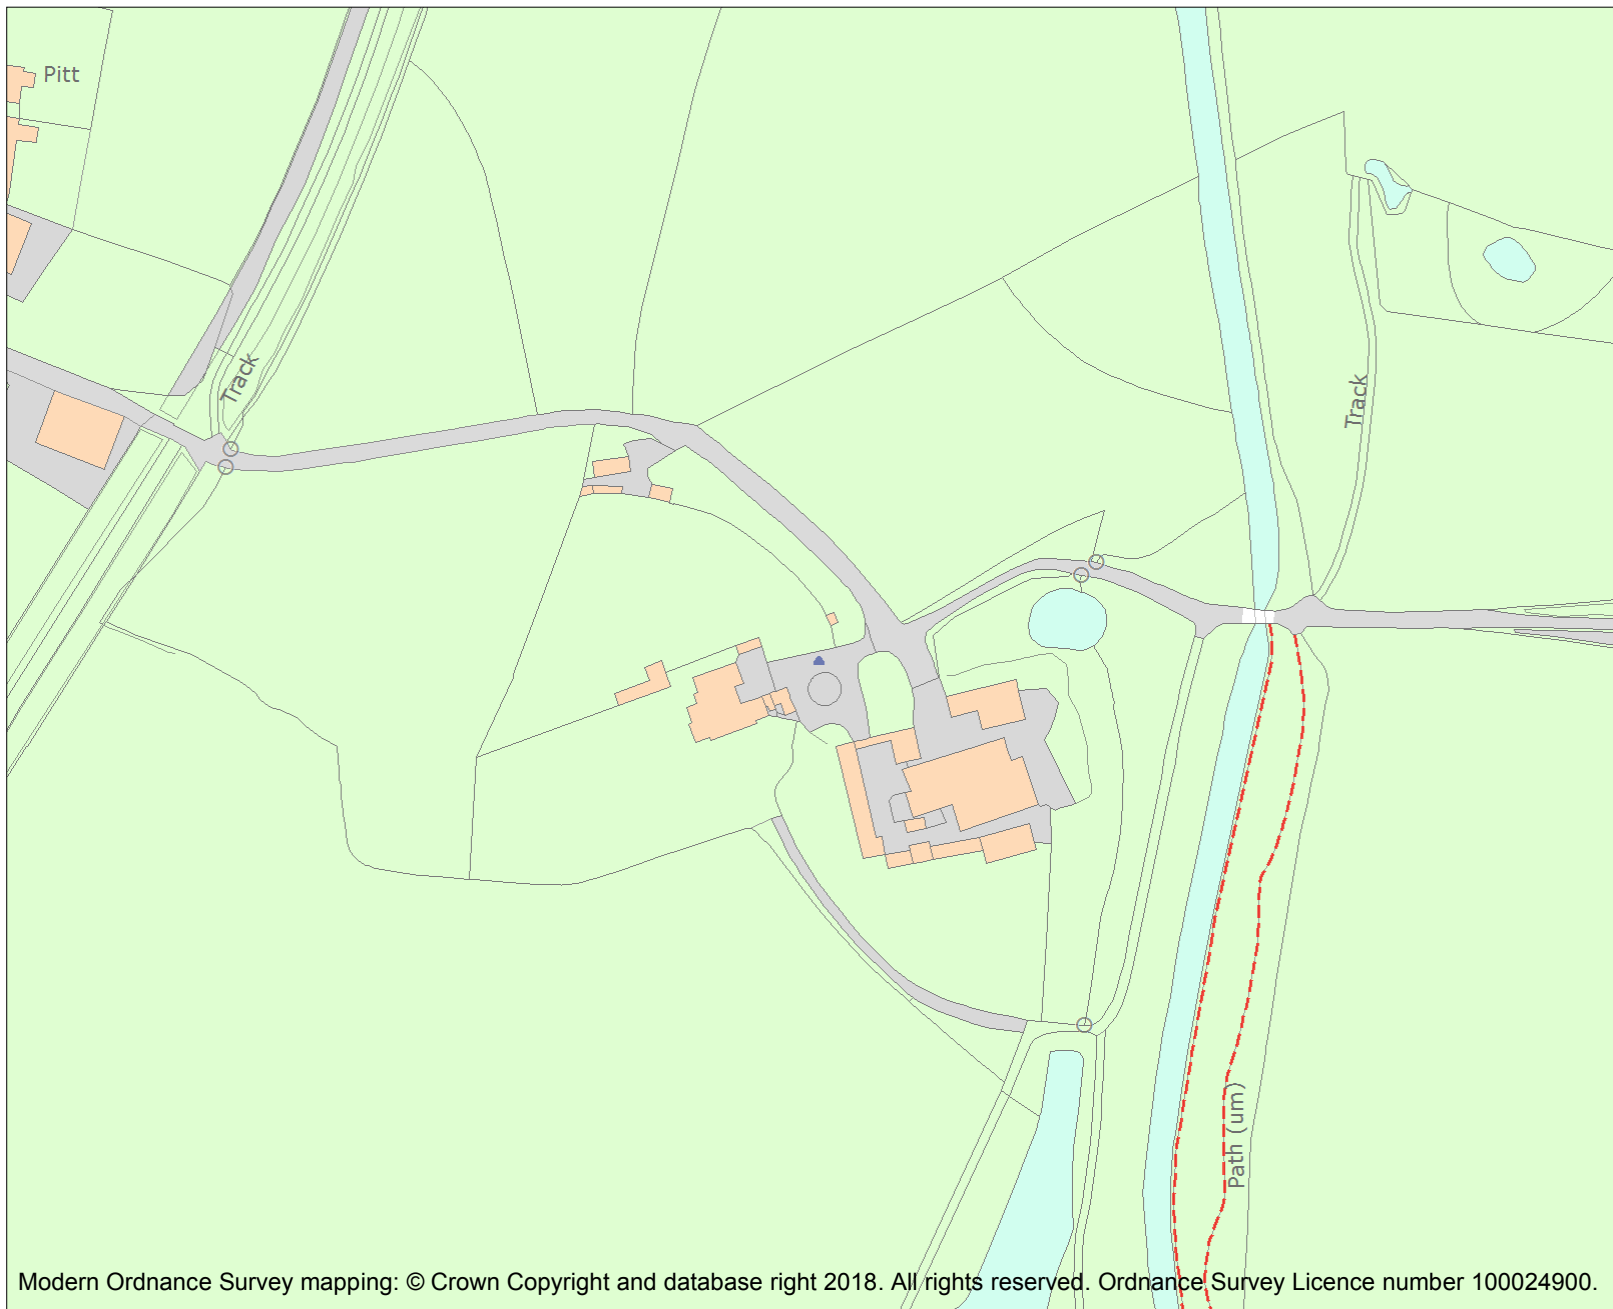 Pitt
Track
Track
Path (um)
Modern Ordnance Survey mapping: © Crown Copyright and database right 2018. All rights reserved. Ordnance Survey Licence number 100024900.